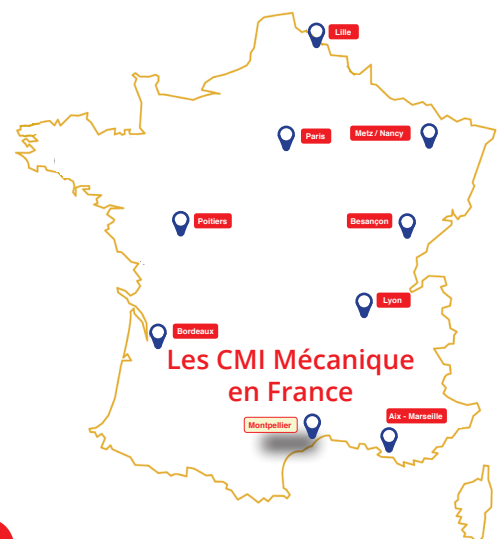 Lille
Paris
Metz / Nancy
Poitiers
Besançon
Lyon
Bordeaux
Les CMI Mécanique
en France
Montpellier
Aix - Marseille